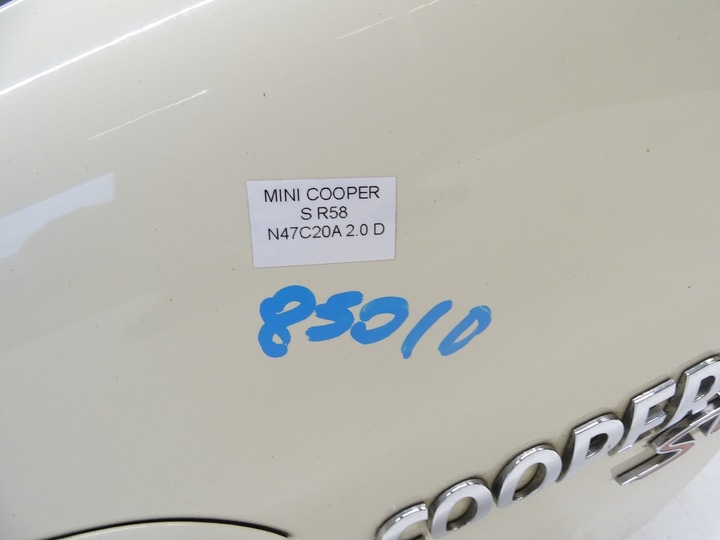 MINI COOPER
S R58
N47C20A 2.0 D
85010
COOPER
S